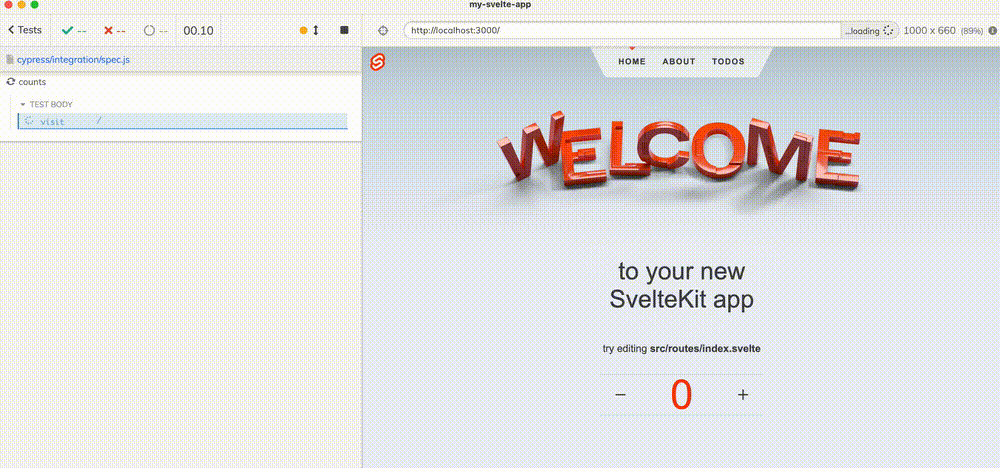 my-svelte-app
Tests -- -- -- 00.10
http://localhost:3000/ ...loading 1000 x 660 (89%)
cypress/integration/spec.js
counts
TEST BODY
visit /
HOME ABOUT TODOS
WELCOME
to your new
SvelteKit app
try editing src/routes/index.svelte
− 0 +